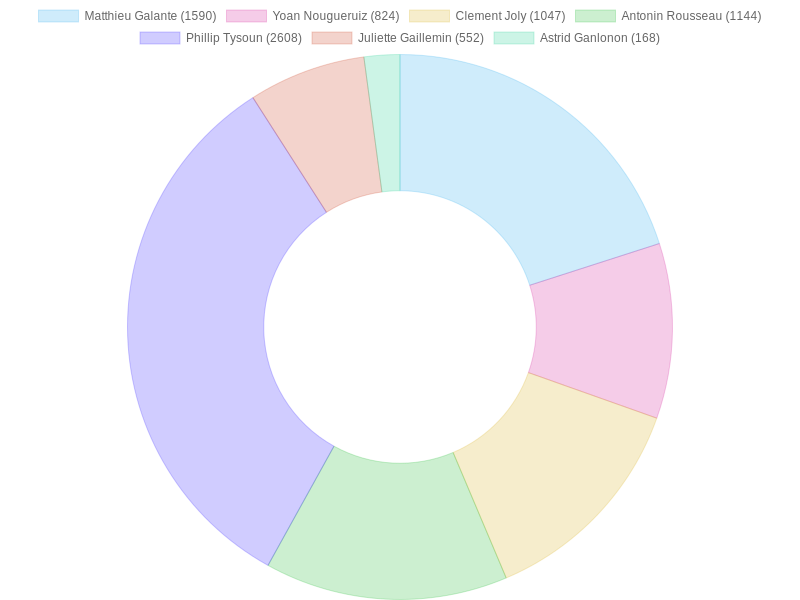 Matthieu Galante (1590) Yoan Nougueruiz (824) Clement Joly (1047) Antonin Rousseau (1144)
Phillip Tysoun (2608) Juliette Gaillemin (552) Astrid Ganlonon (168)